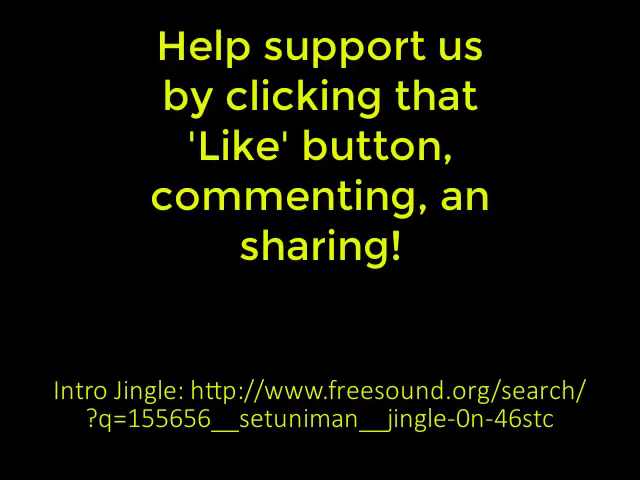 Help support us
by clicking that
'Like' button,
commenting, an
sharing!
Intro Jingle: http://www.freesound.org/search/
?q=155656__setuniman__jingle-0n-46stc